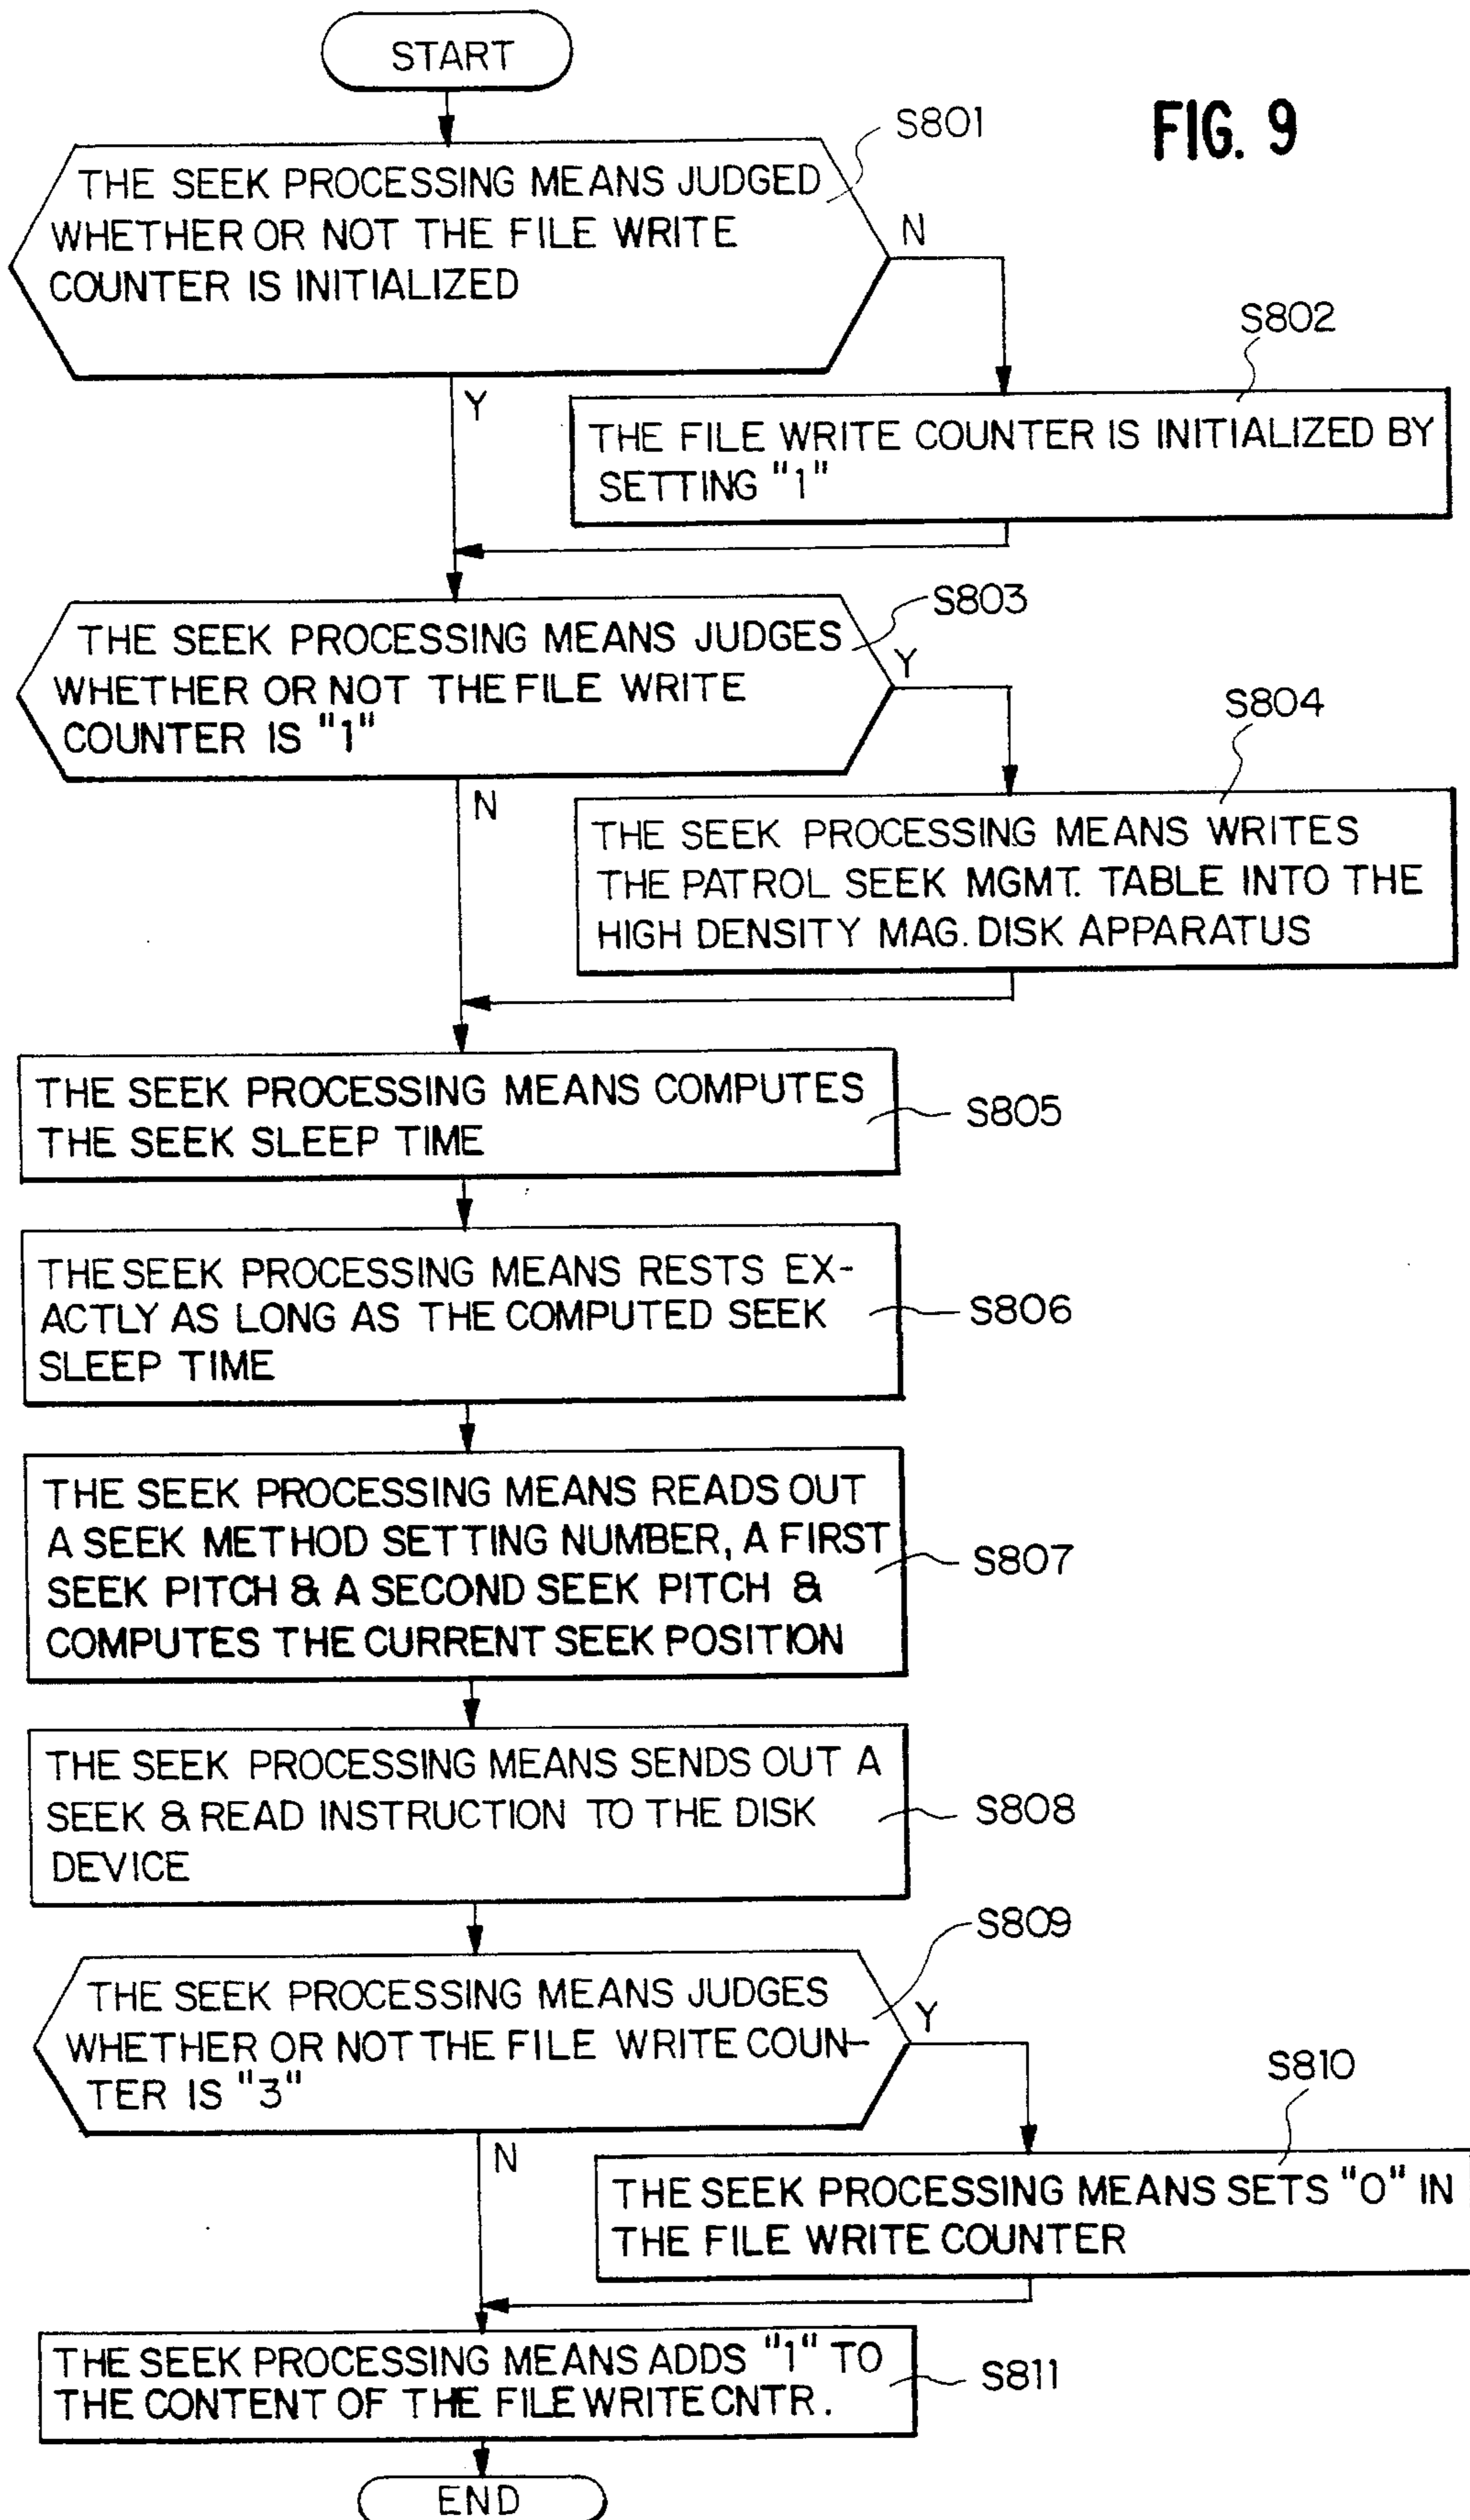 START
FIG. 9
S801
THE SEEK PROCESSING MEANS JUDGED
WHETHER OR NOT THE FILE WRITE
COUNTER IS INITIALIZED
N
Y
S802
THE FILE WRITE COUNTER IS INITIALIZED BY
SETTING "1"
S803
THE SEEK PROCESSING MEANS JUDGES
WHETHER OR NOT THE FILE WRITE
COUNTER IS "1"
Y
N
S804
THE SEEK PROCESSING MEANS WRITES
THE PATROL SEEK MGMT. TABLE INTO THE
HIGH DENSITY MAG. DISK APPARATUS
THE SEEK PROCESSING MEANS COMPUTES
THE SEEK SLEEP TIME
S805
THE SEEK PROCESSING MEANS RESTS EX-
ACTLY AS LONG AS THE COMPUTED SEEK
SLEEP TIME
S806
THE SEEK PROCESSING MEANS READS OUT
A SEEK METHOD SETTING NUMBER, A FIRST
SEEK PITCH & A SECOND SEEK PITCH &
COMPUTES THE CURRENT SEEK POSITION
S807
THE SEEK PROCESSING MEANS SENDS OUT A
SEEK & READ INSTRUCTION TO THE DISK
DEVICE
S808
S809
THE SEEK PROCESSING MEANS JUDGES
WHETHER OR NOT THE FILE WRITE COUN-
TER IS "3"
Y
N
S810
THE SEEK PROCESSING MEANS SETS "0" IN
THE FILE WRITE COUNTER
THE SEEK PROCESSING MEANS ADDS "1" TO
THE CONTENT OF THE FILE WRITE CNTR.
S811
END